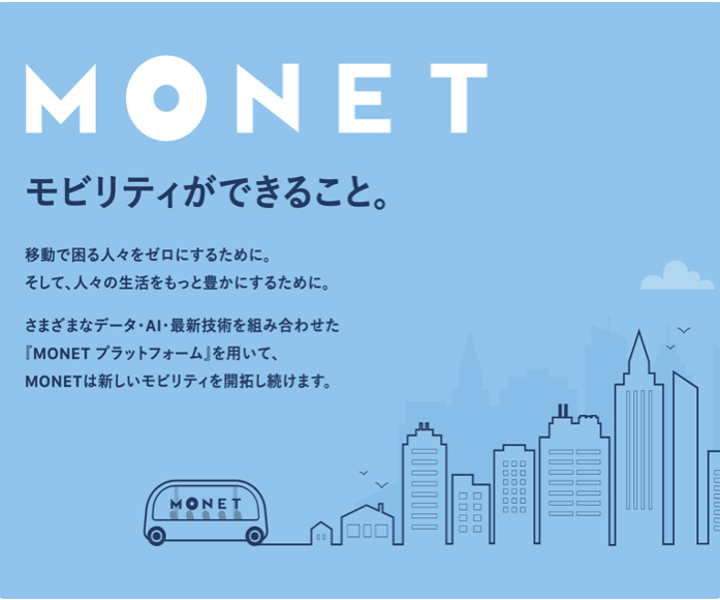 MONET
モビリティができること。
移動で困る人々をゼロにするために。
そして、人々の生活をもっと豊かにするために。
さまざまなデータ・AI・最新技術を組み合わせた
『MONET プラットフォーム』を用いて、
MONETは新しいモビリティを開拓し続けます。
MONET